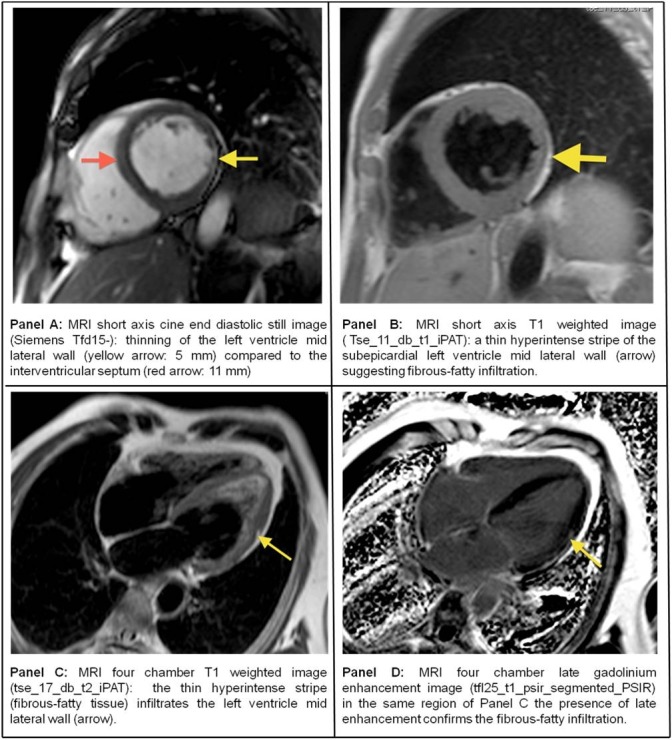 Panel A: MRI short axis cine end diastolic still image
(Siemens Tfd15-): thinning of the left ventricle mid
lateral wall (yellow arrow: 5 mm) compared to the
interventricular septum (red arrow: 11 mm)
Panel B: MRI short axis T1 weighted image
( Tse_11_db_t1_iPAT): a thin hyperintense stripe of the
subepicardial left ventricle mid lateral wall (arrow)
suggesting fibrous-fatty infiltration.
Panel C: MRI four chamber T1 weighted image
(tse_17_db_t2_iPAT): the thin hyperintense stripe
(fibrous-fatty tissue) infiltrates the left ventricle mid
lateral wall (arrow).
Panel D: MRI four chamber late gadolinium
enhancement image (tfl25_t1_psir_segmented_PSIR)
in the same region of Panel C the presence of late
enhancement confirms the fibrous-fatty infiltration.